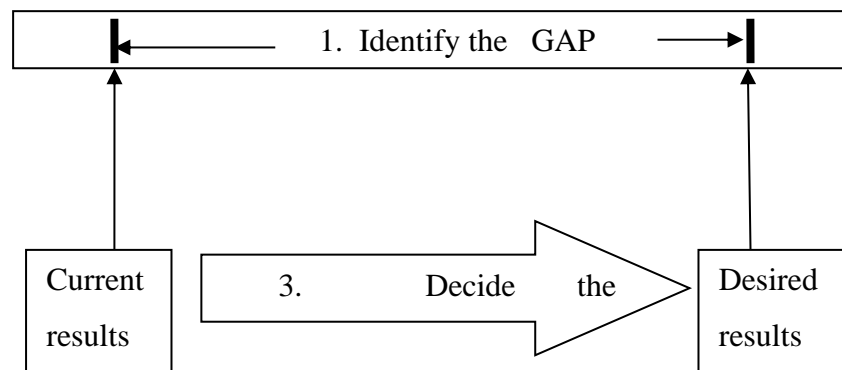 1. Identify the GAP
Current
results
3. Decide the
Desired
results